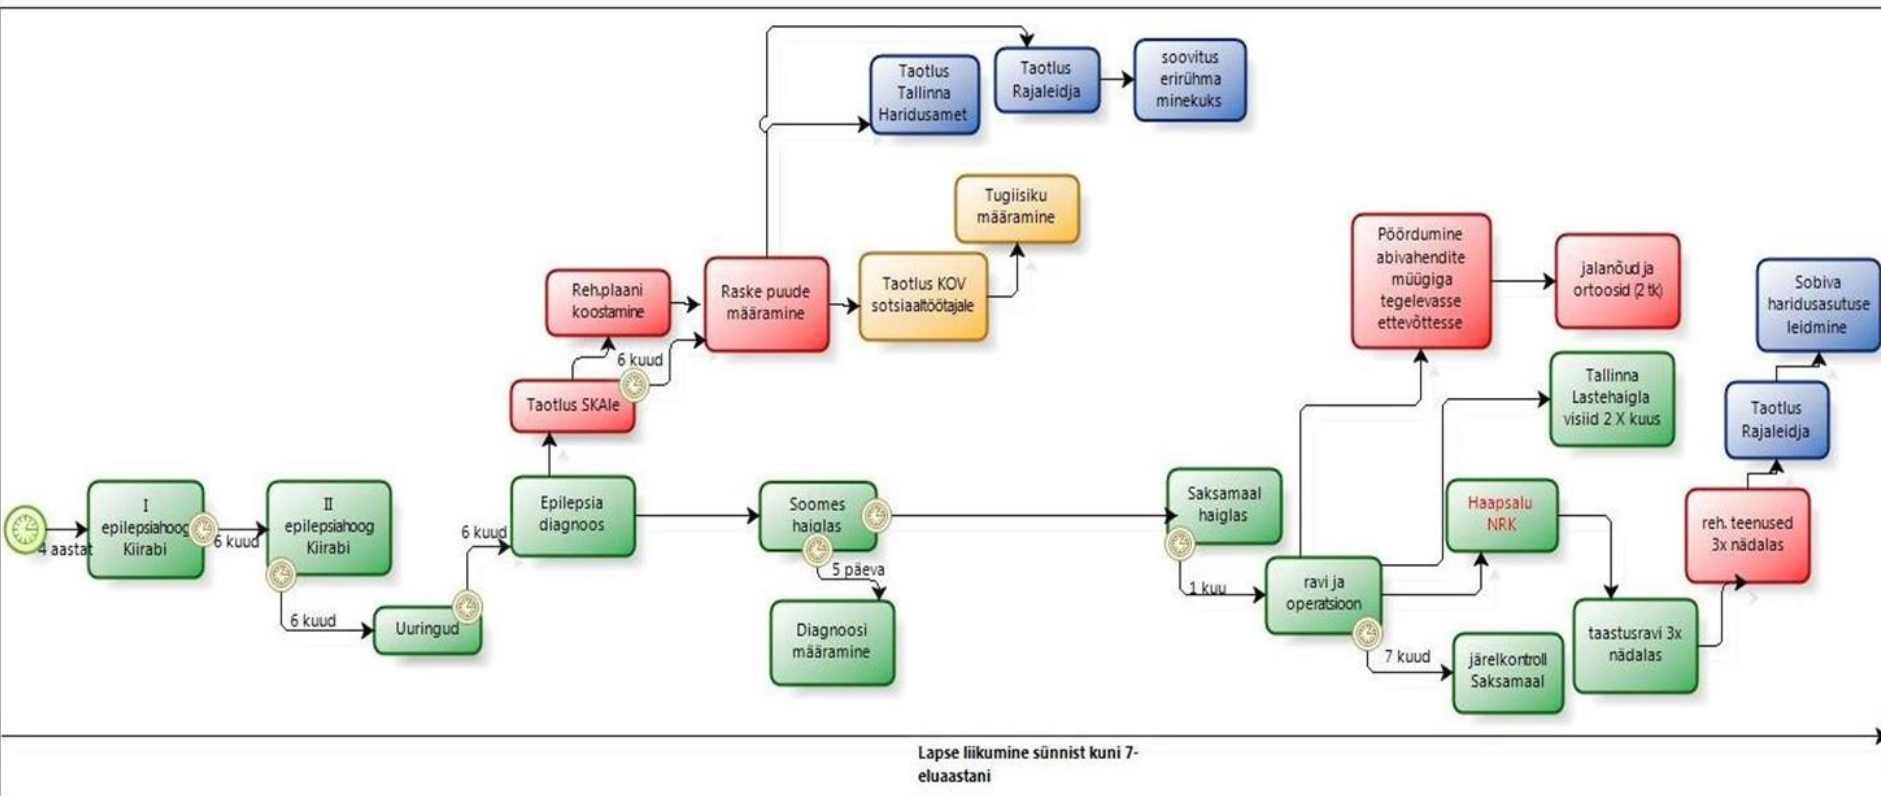 4 aastat
I
epilepsiahoog
Kiirabi
6 kuud
II
epilepsiahoog
Kiirabi
6 kuud
Uuringud
6 kuud
Epilepsia
diagnoos
Taotlus SKAle
6 kuud
Reh.plaani
koostamine
Raske puude
määramine
Taotlus
Tallinna
Haridusamet
Taotlus
Rajaleidja
soovitus
erirühma
minekuks
Taotlus KOV
sotsiaaltöötajale
Tugiisiku
määramine
Soomes
haiglas
5 päeva
Diagnoosi
määramine
Saksamaal
haiglas
1 kuu
ravi ja
operatsioon
7 kuud
järelkontroll
Saksamaal
Pöördumine
abivahendite
müügiga
tegelevasse
ettevõttesse
jalanõud ja
ortoosid (2 tk)
Tallinna
Lastehaigla
visiid 2 X kuus
Haapsalu
NRK
taastusravi 3x
nädalas
reh. teenused
3x nädalas
Taotlus
Rajaleidja
Sobiva
haridusasutuse
leidmine
Lapse liikumine sünnist kuni 7-
eluaastani